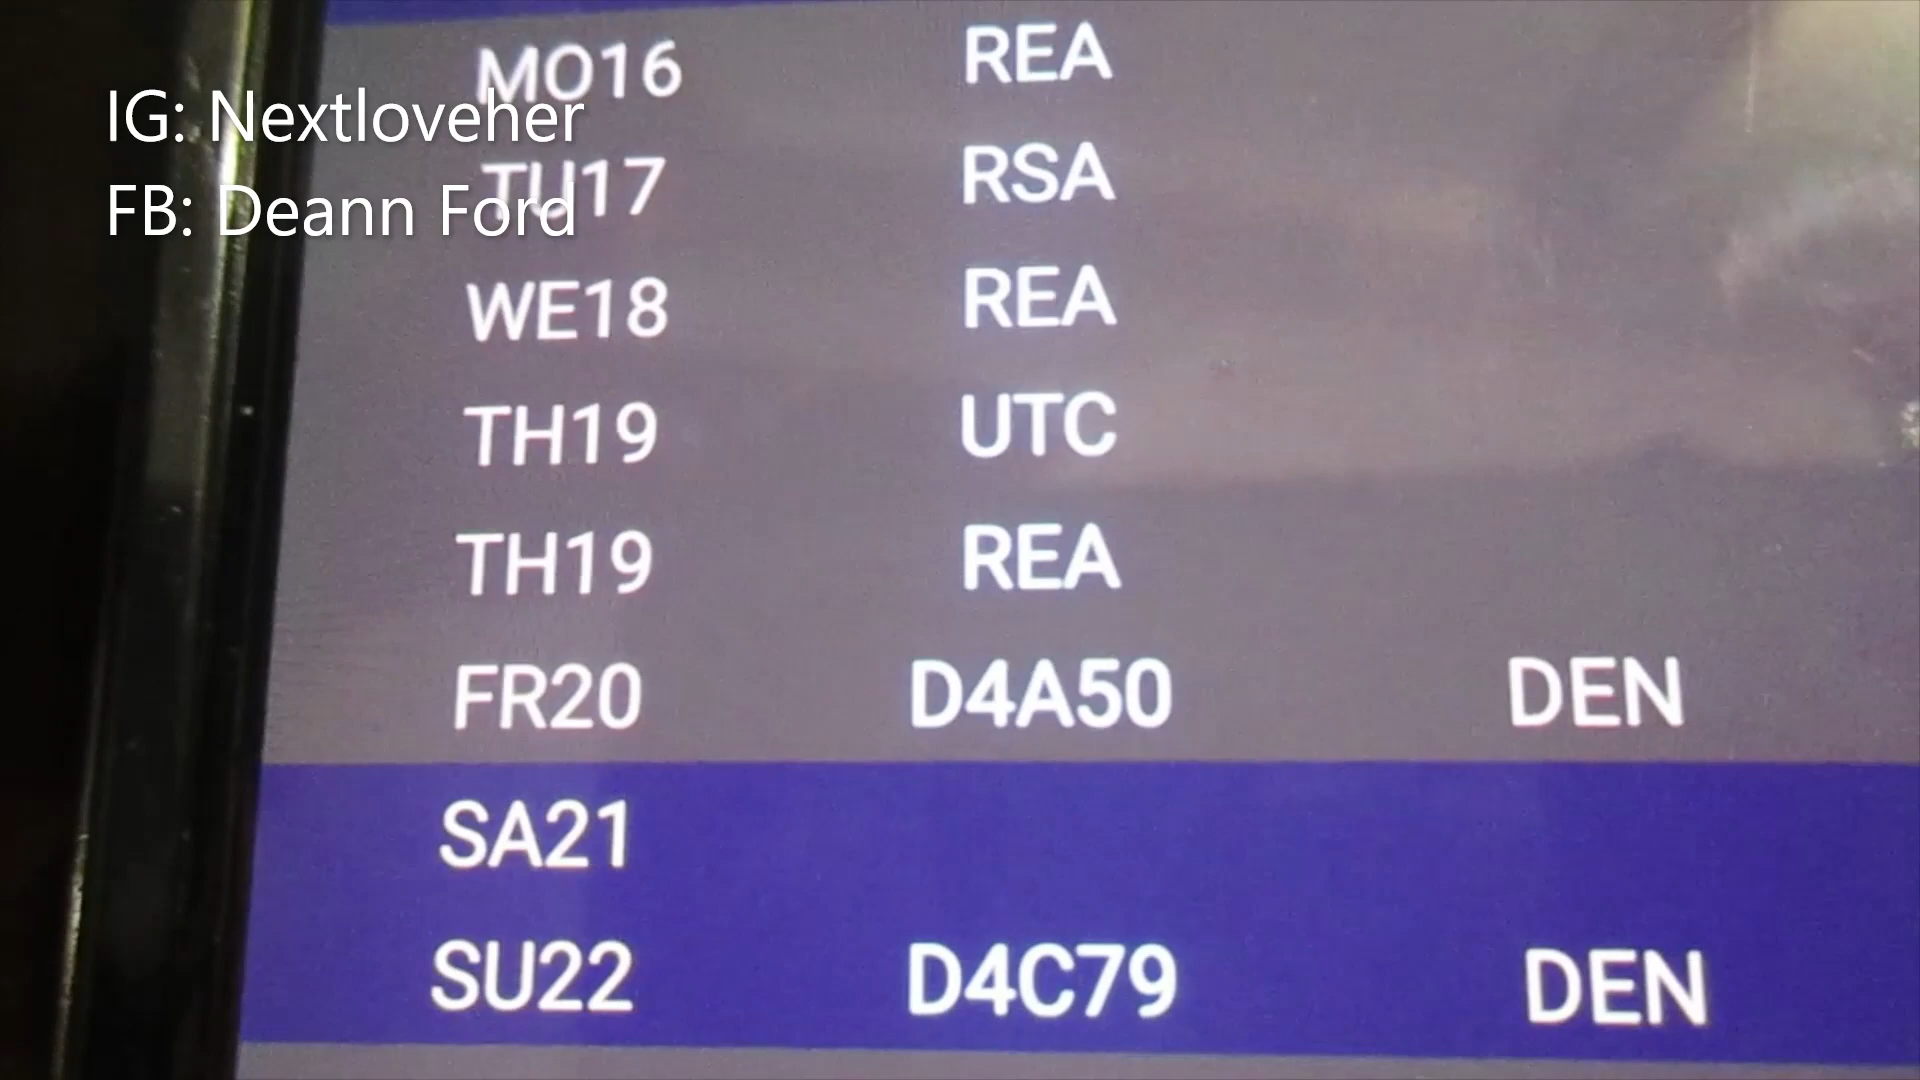 IG: Nextloveher
FB: Deann Ford
MO16 REA
TU17 RSA
WE18 REA
TH19 UTC
TH19 REA
FR20 D4A50 DEN
SA21
SU22 D4C79 DEN